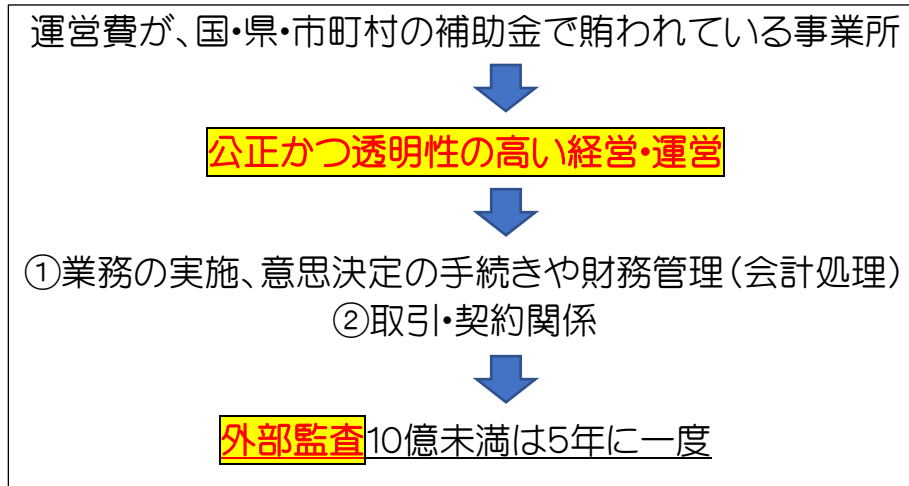 運営費が、国・県・市町村の補助金で賄われている事業所
公正かつ透明性の高い経営・運営
①業務の実施、意思決定の手続きや財務管理(会計処理)
②取引・契約関係
外部監査10億未満は5年に一度